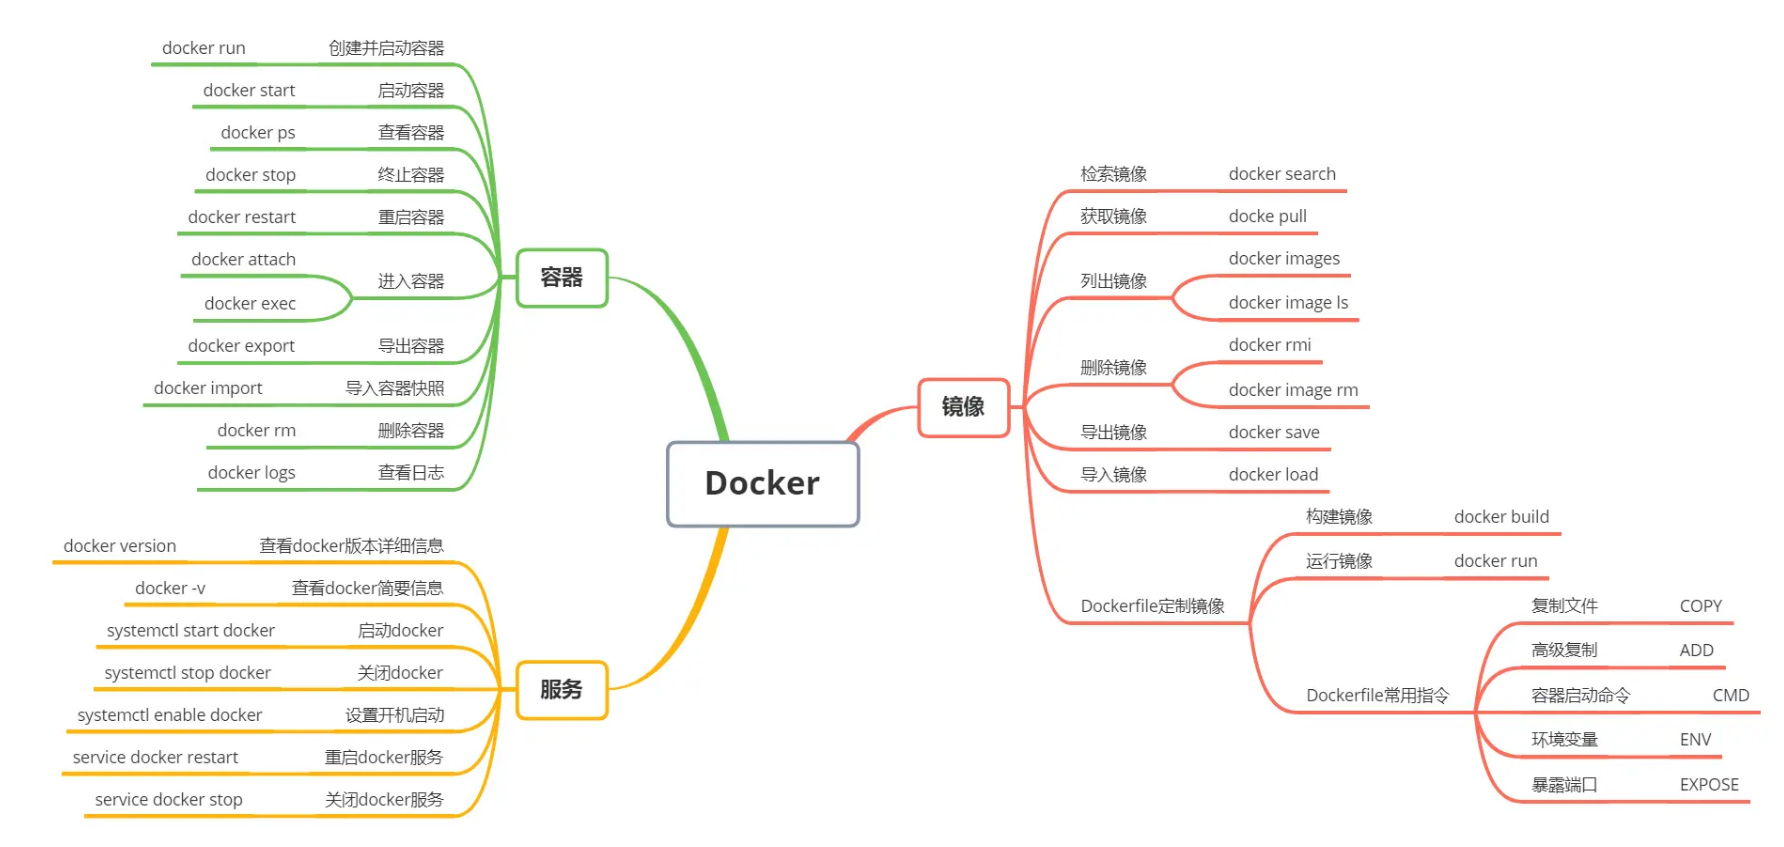 Docker
容器
创建并启动容器
docker run
启动容器
docker start
查看容器
docker ps
终止容器
docker stop
重启容器
docker restart
进入容器
docker attach
docker exec
导出容器
docker export
导入容器快照
docker import
删除容器
docker rm
查看日志
docker logs
服务
查看docker版本详细信息
docker version
查看docker简要信息
docker -v
启动docker
systemctl start docker
关闭docker
systemctl stop docker
设置开机启动
systemctl enable docker
重启docker服务
service docker restart
关闭docker服务
service docker stop
镜像
检索镜像
docker search
获取镜像
docke pull
列出镜像
docker images
docker image ls
删除镜像
docker rmi
docker image rm
导出镜像
docker save
导入镜像
docker load
Dockerfile定制镜像
构建镜像
docker build
运行镜像
docker run
Dockerfile常用指令
复制文件
COPY
高级复制
ADD
容器启动命令
CMD
环境变量
ENV
暴露端口
EXPOSE